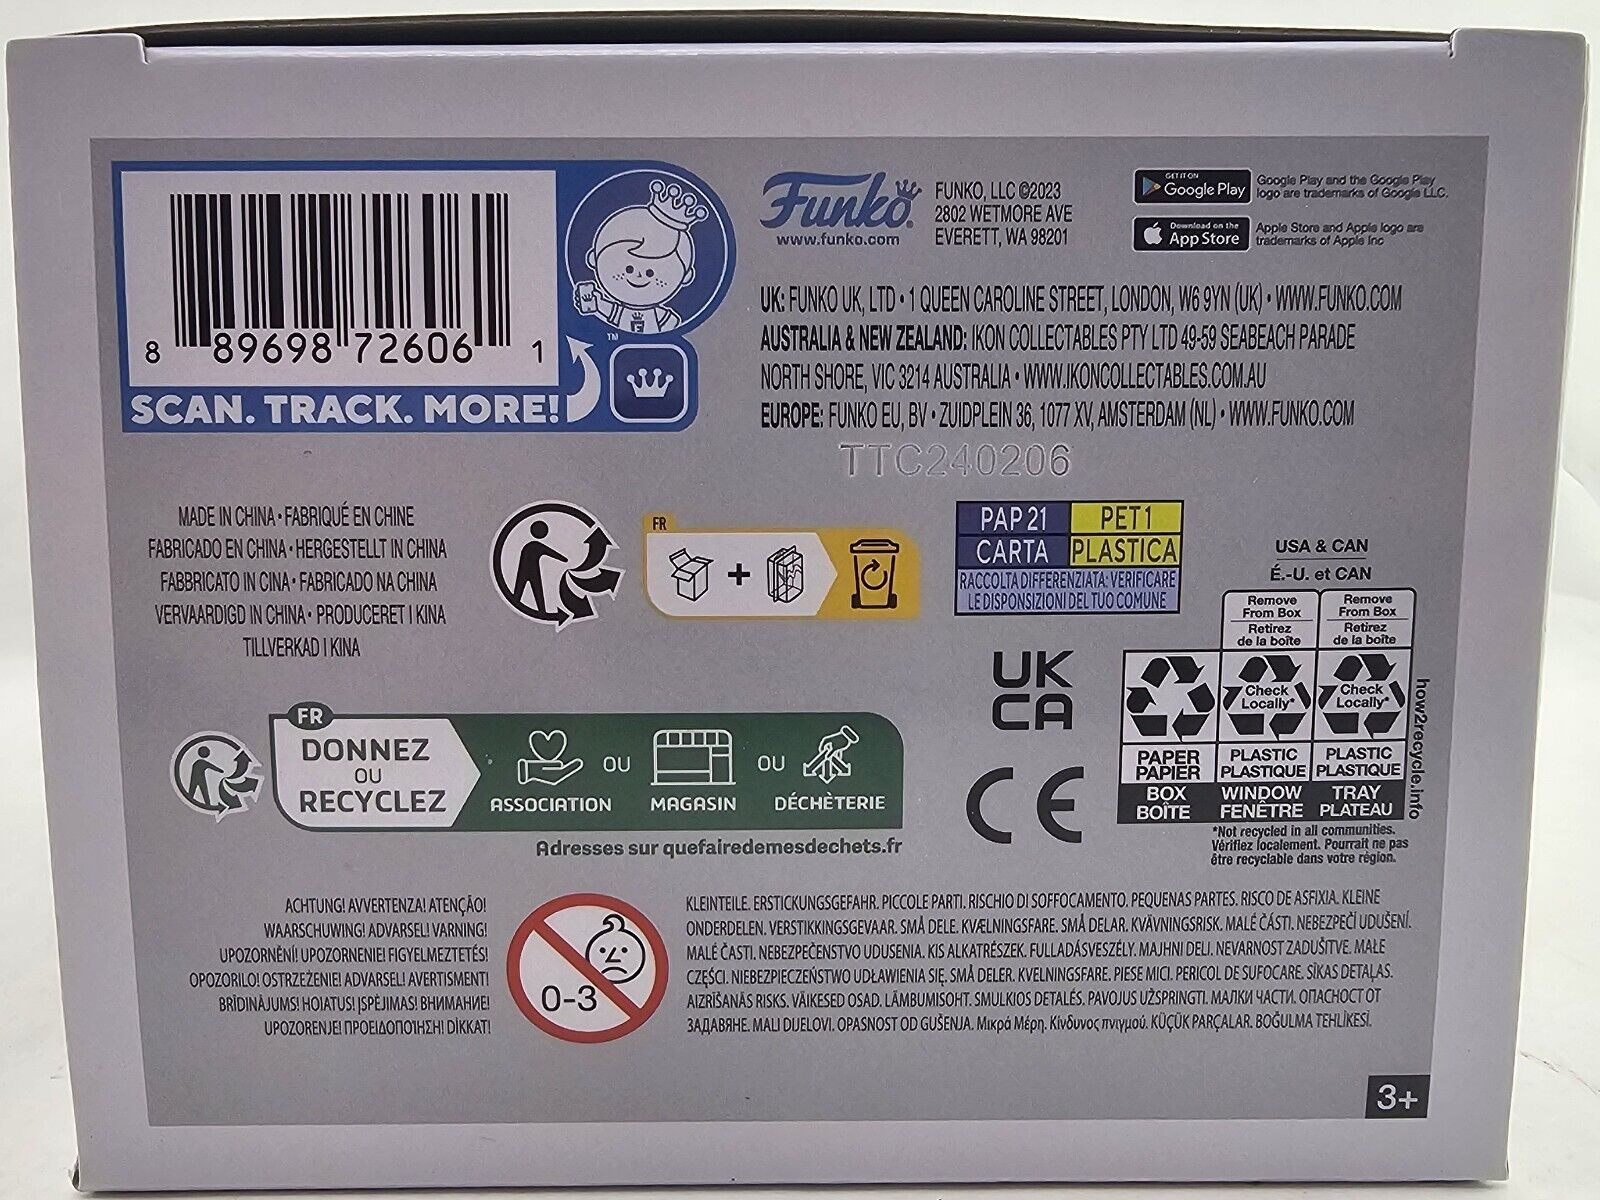 8 89698 72606 1
SCAN. TRACK. MORE!
TM
Funko
www.funko.com
FUNKO, LLC ©2023
2802 WETMORE AVE
EVERETT, WA 98201
GET IT ON
Google Play
Google Play and the Google Play
logo are trademarks of Google LLC.
Download on the
App Store
Apple Store and Apple logo are
trademarks of Apple Inc
UK: FUNKO UK, LTD • 1 QUEEN CAROLINE STREET, LONDON, W6 9YN (UK) • WWW.FUNKO.COM
AUSTRALIA & NEW ZEALAND: IKON COLLECTABLES PTY LTD 49-59 SEABEACH PARADE
NORTH SHORE, VIC 3214 AUSTRALIA • WWW.IKONCOLLECTABLES.COM.AU
EUROPE: FUNKO EU, BV • ZUIDPLEIN 36, 1077 XV, AMSTERDAM (NL) • WWW.FUNKO.COM
TTC240206
MADE IN CHINA • FABRIQUÉ EN CHINE
FABRICADO EN CHINA • HERGESTELLT IN CHINA
FABBRICATO IN CINA • FABRICADO NA CHINA
VERVAARDIGD IN CHINA • PRODUCERET I KINA
TILLVERKAD I KINA
FR
PAP 21
PET 1
CARTA
PLASTICA
RACCOLTA DIFFERENZIATA: VERIFICARE
LE DISPONSIZIONI DEL TUO COMUNE
USA & CAN
É.-U. et CAN
Remove
From Box
Retirez
de la boîte
Remove
From Box
Retirez
de la boîte
Check
Locally*
Check
Locally*
PAPER
PAPIER
PLASTIC
PLASTIQUE
PLASTIC
PLASTIQUE
BOX
BOÎTE
WINDOW
FENÊTRE
TRAY
PLATEAU
how2recycle.info
*Not recycled in all communities.
Vérifiez localement. Pourrait ne pas
être recyclable dans votre région.
UK
CA
CE
FR
DONNEZ
OU
RECYCLEZ
ASSOCIATION
OU
MAGASIN
OU
DÉCHÈTERIE
Adresses sur quefairedemesdechets.fr
ACHTUNG! AVVERTENZA! ATENÇÃO!
WAARSCHUWING! ADVARSEL! VARNING!
UPOZORNĚNÍ! UPOZORNENIE! FIGYELMEZTETÉS!
OPOZORILO! OSTRZEŻENIE! ADVARSEL! AVERTISMENT!
BRĪDINĀJUMS! HOIATUS! ĮSPĖJIMAS! ВНИМАНИЕ!
UPOZORENJE! ΠΡΟΕΙΔΟΠΟΙΗΣΗ! DİKKAT!
0-3
KLEINTEILE. ERSTICKUNGSGEFAHR. PICCOLE PARTI. RISCHIO DI SOFFOCAMENTO. PEQUENAS PARTES. RISCO DE ASFIXIA. KLEINE
ONDERDELEN. VERSTIKKINGSGEVAAR. SMÅ DELE. KVÆLNINGSFARE. SMÅ DELAR. KVÄVNINGSRISK. MALÉ ČÁSTI. NEBEZPEČÍ UDUŠENÍ.
MALÉ ČASTI. NEBEZPEČENSTVO UDUSENIA. KIS ALKATRÉSZEK. FULLADÁSVESZÉLY. MAJHNI DELI. NEVARNOST ZADUŠITVE. MAŁE
CZĘŚCI. NIEBEZPIECZEŃSTWO UDŁAWIENIA SIĘ. SMÅ DELER. KVELNINGSFARE. PIESE MICI. PERICOL DE SUFOCARE. SĪKAS DETAĻAS.
AIZRĪŠANĀS RISKS. VÄIKESED OSAD. LÄMBUMISOHT. SMULKIOS DETALĖS. PAVOJUS UŽSPRINGTI. МАЛКИ ЧАСТИ. ОПАСНОСТ ОТ
ЗАДАВЯНЕ. MALI DIJELOVI. OPASNOST OD GUŠENJA. Μικρά Μέρη. Κίνδυνος πνιγμού. KÜÇÜK PARÇALAR. BOĞULMA TEHLİKESİ.
3+